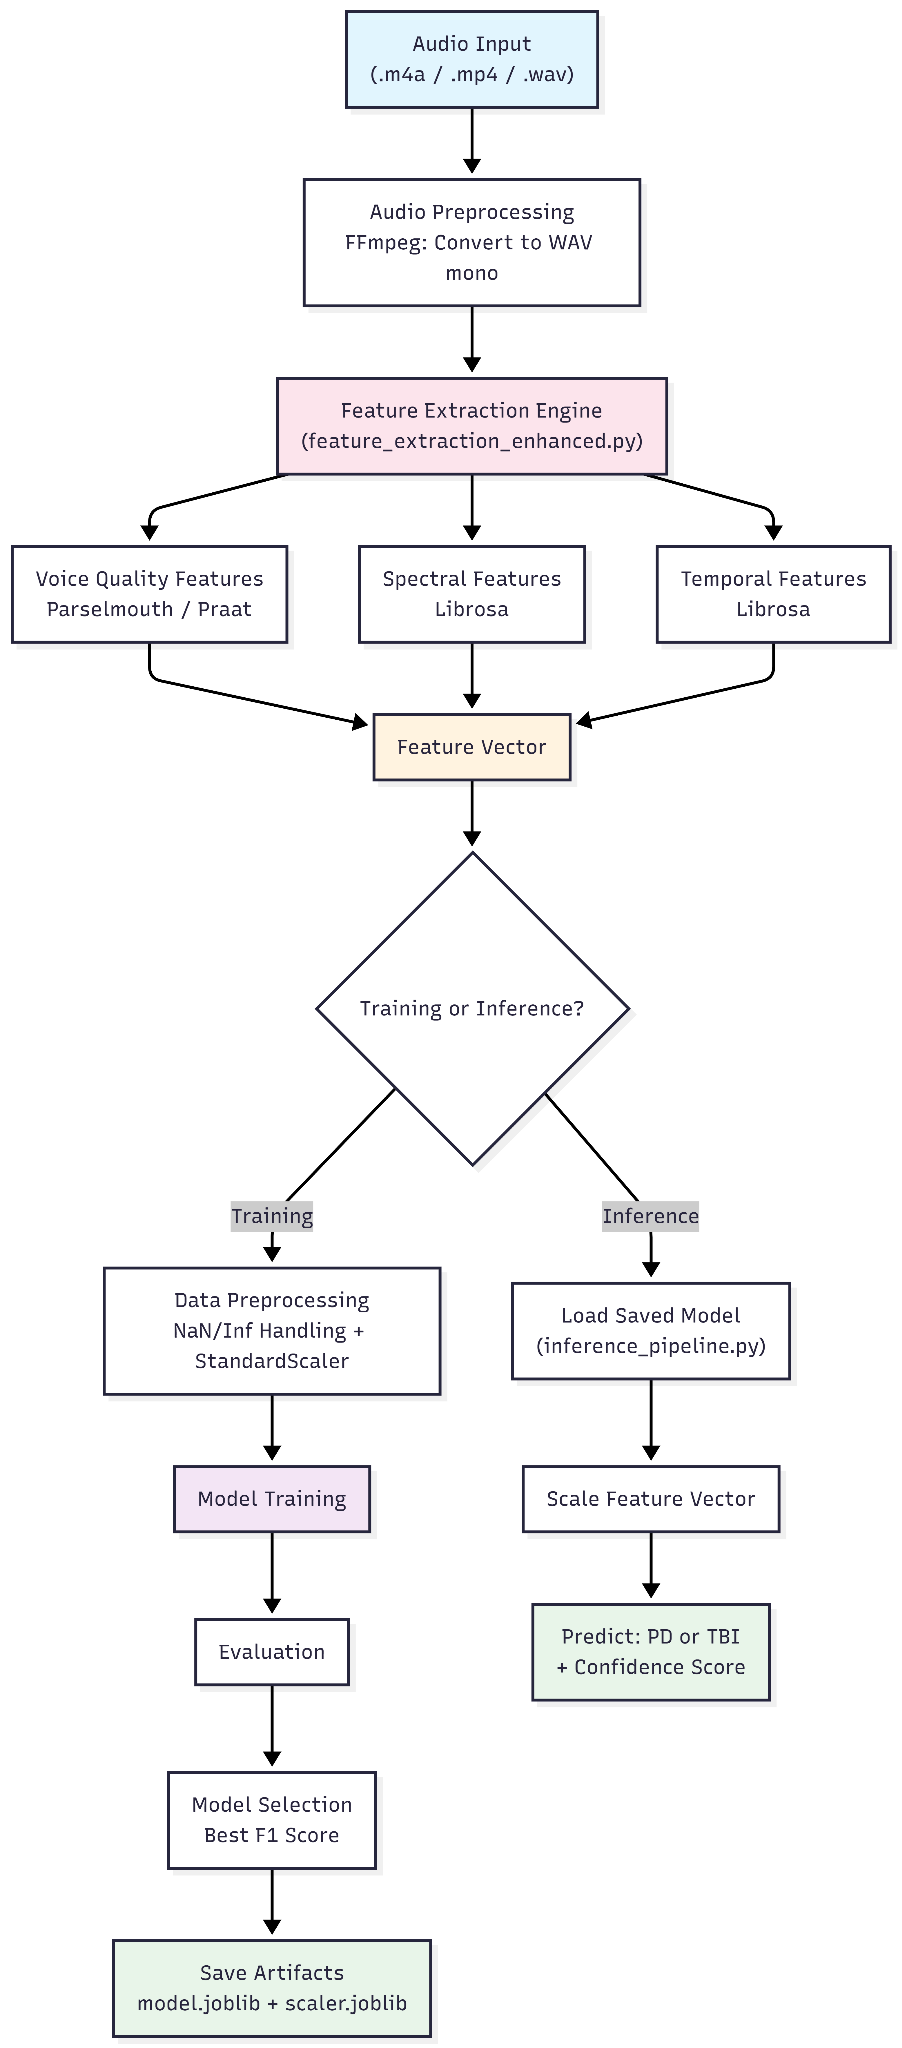 Audio Input
(.m4a / .mp4 / .wav)
Audio Preprocessing
FFmpeg: Convert to WAV
mono
Feature Extraction Engine
(feature_extraction_enhanced.py)
Voice Quality Features
Parselmouth / Praat
Spectral Features
Librosa
Temporal Features
Librosa
Feature Vector
Training or Inference?
Training
Inference
Data Preprocessing
NaN/Inf Handling +
StandardScaler
Load Saved Model
(inference_pipeline.py)
Model Training
Scale Feature Vector
Evaluation
Predict: PD or TBI
+ Confidence Score
Model Selection
Best F1 Score
Save Artifacts
model.joblib + scaler.joblib